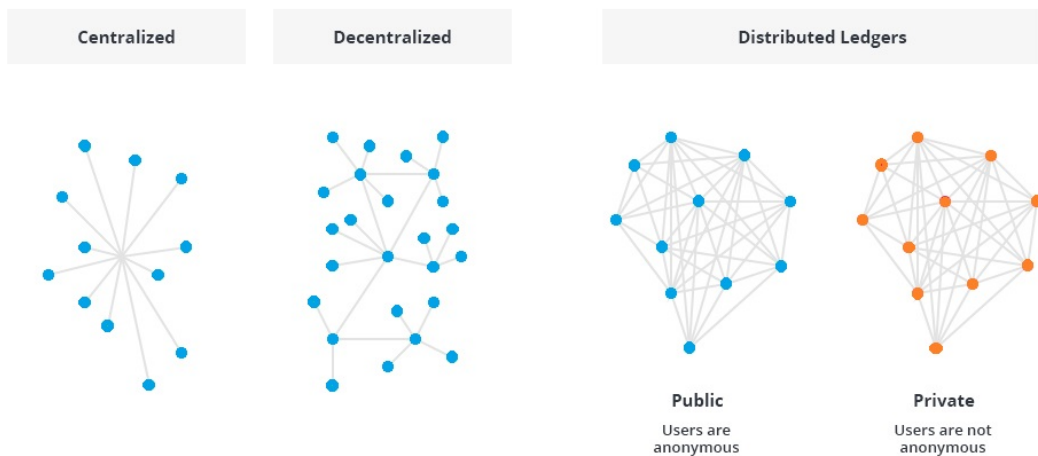 Centralized
Decentralized
Distributed Ledgers
Public
Users are
anonymous
Private
Users are not
anonymous